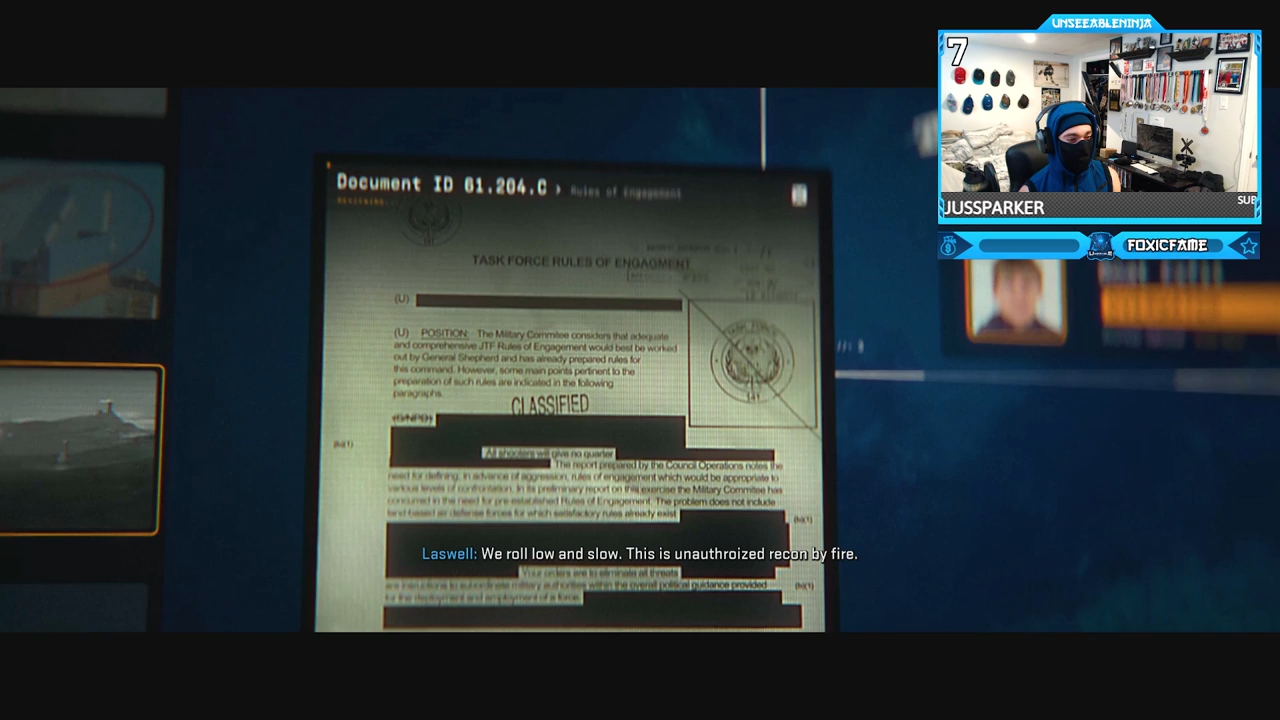 UNSEEABLENINJA
7
JUSSPARKER
SUB
FOXICFAME
Document ID 61.204.C > Rules of Engagement
TASK FORCE RULES OF ENGAGMENT
(U)
(U) POSITION: The Military Commitee considers that adequate
and comprehensive JTF Rules of Engagement would best be worked
out by General Shepherd and has already prepared rules for
this command. However, some main points pertinent to the
preparation of such rules are indicated in the following
paragraphs.
TASK FORCE
141
CLASSIFIED
(b)(1)
All shooters will give no quarter
The report prepared by the Council Operations notes the
need for defining, in advance of aggression, rules of engagement which would be appropriate to
various levels of confrontation. In its preliminary report on this exercise the Military Commitee has
concurred in the need for pre-established Rules of Engagement. The problem does not include
land-based air defense forces for which satisfactory rules already exist
(b)(1)
Laswell: We roll low and slow. This is unauthroized recon by fire.
Your orders are to eliminate all threats
as instructions to subordinate military authorities within the overall political guidance provided
(b)(1)
for the deployment and employment of a force.